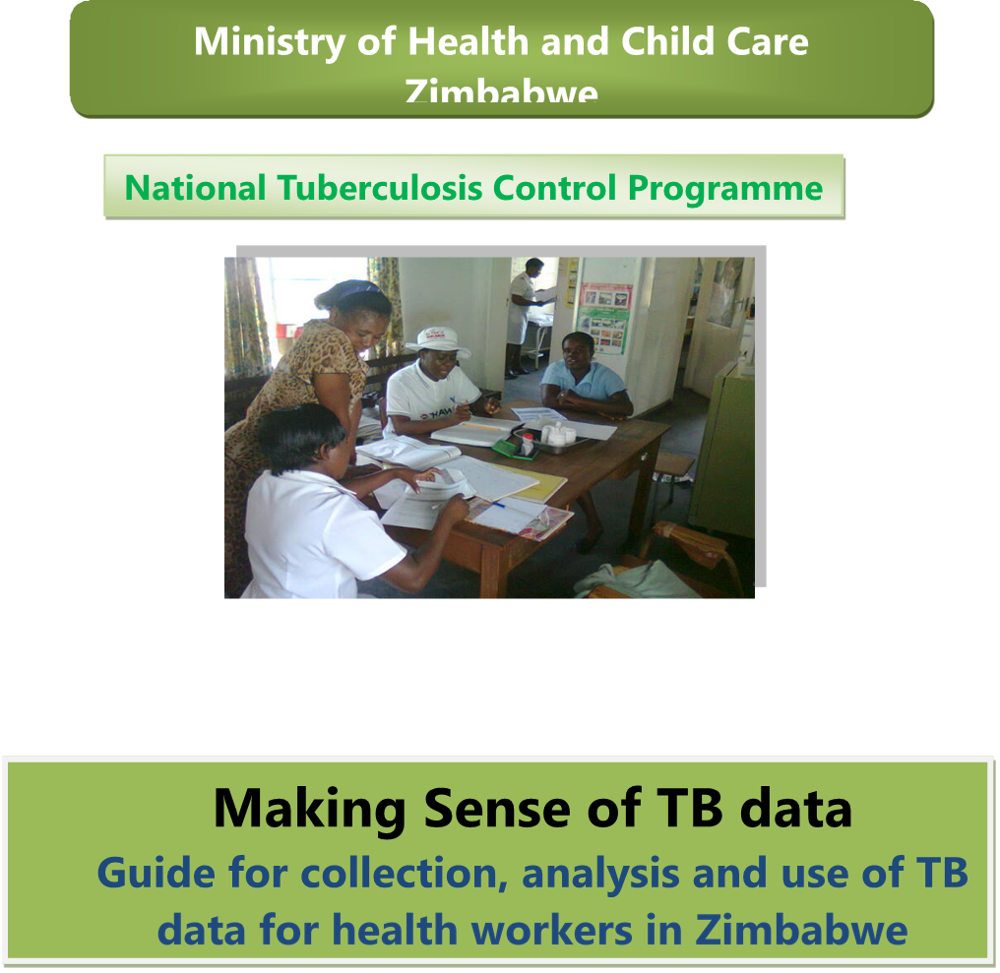 Ministry of Health and Child Care
Zimbabwe
National Tuberculosis Control Programme
Making Sense of TB data
Guide for collection, analysis and use of TB
data for health workers in Zimbabwe